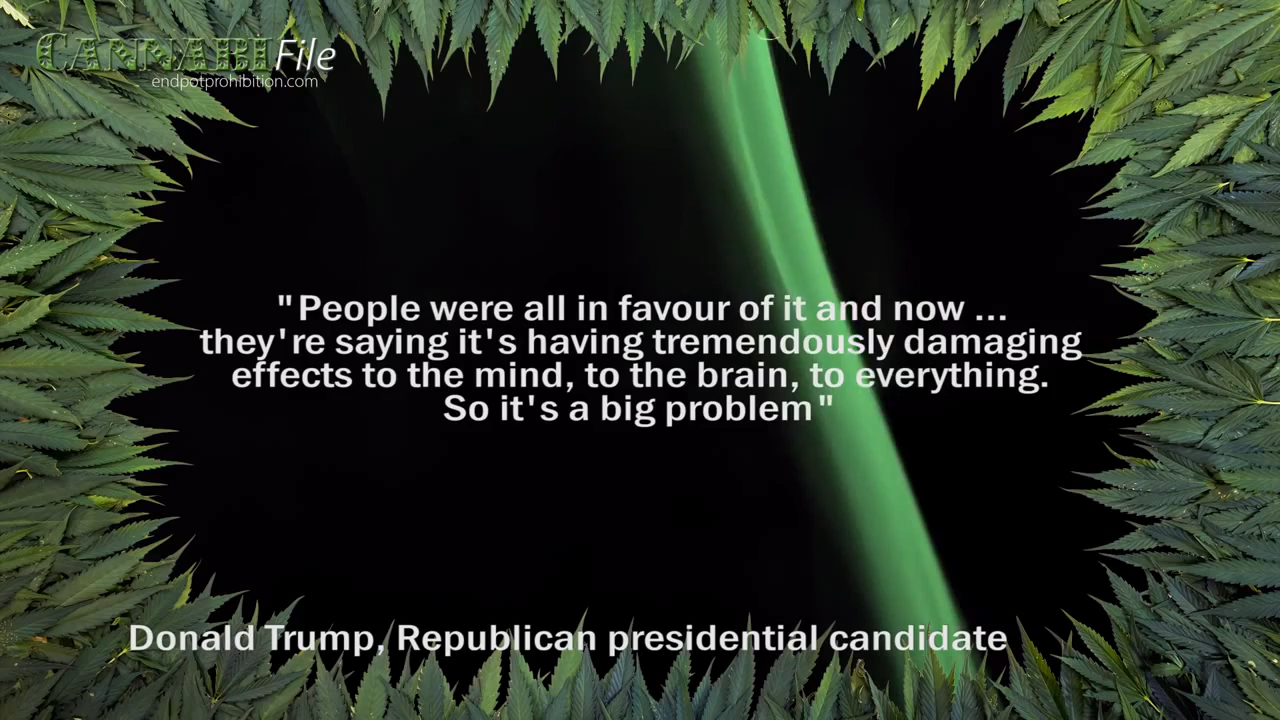 CANNABIFile
endpotprohibition.com
"People were all in favour of it and now ...
they're saying it's having tremendously damaging
effects to the mind, to the brain, to everything.
So it's a big problem"
Donald Trump, Republican presidential candidate